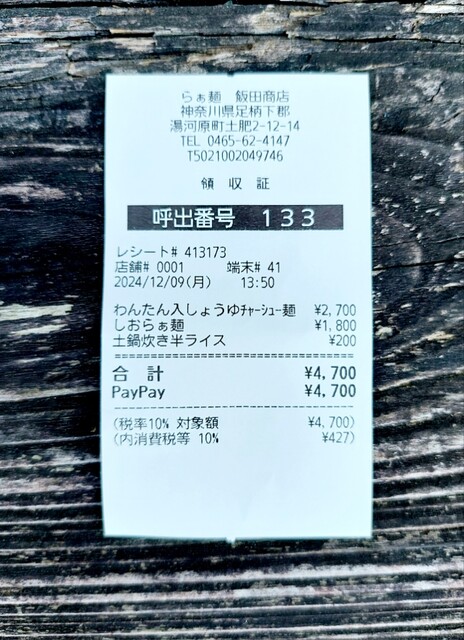 らぁ麺 飯田商店
神奈川県足柄下郡
湯河原町土肥2-12-14
TEL 0465-62-4147
T5021002049746
領 収 証
呼出番号 133
レシート# 413173
店舗# 0001 端末# 41
2024/12/09(月) 13:50
わんたん入しょうゆﾁｬｰｼｭｰ麺 ¥2,700
しおらぁ麺 ¥1,800
土鍋炊き半ライス ¥200
合 計 ¥4,700
PayPay ¥4,700
(税率10% 対象額 ¥4,700)
(内消費税等 10% ¥427)